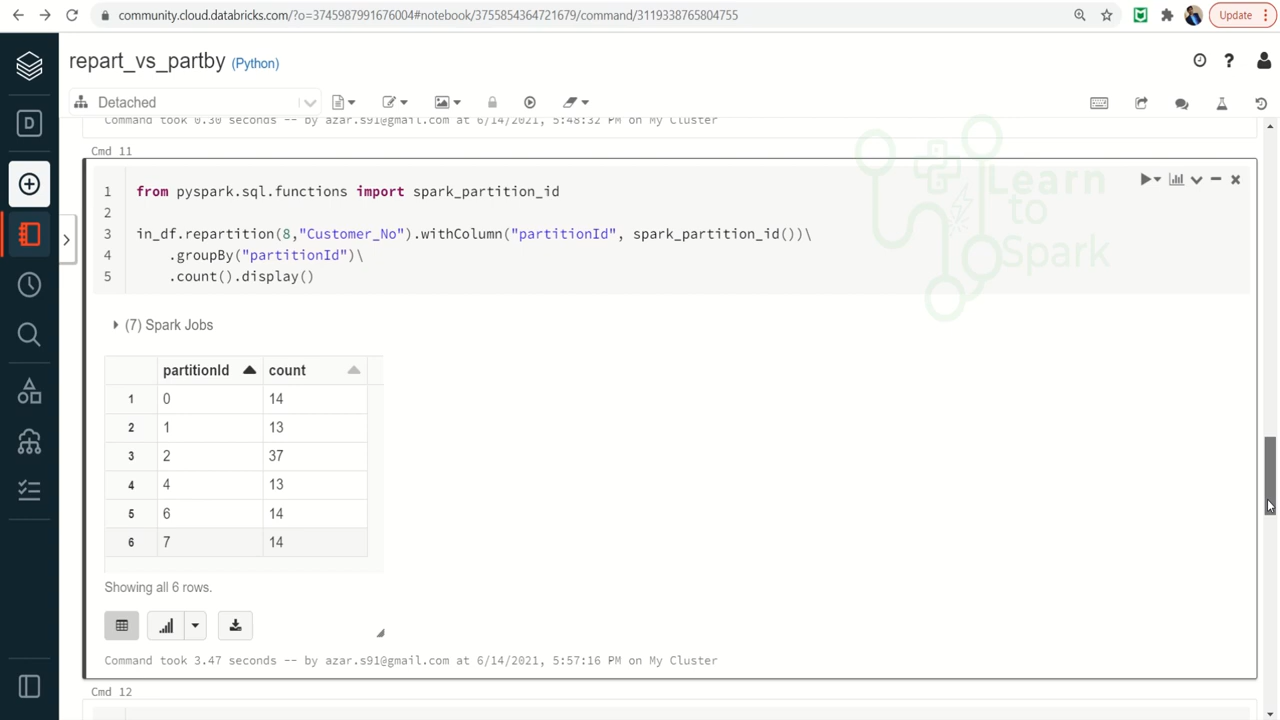 community.cloud.databricks.com/?o=3745987991676004#notebook/3755854364721679/command/3119338765804755
Update
repart_vs_partby (Python)
D
Detached
Command took 0.30 seconds -- by azar.s91@gmail.com at 6/14/2021, 5:48:32 PM on My Cluster
Cmd 11
Learn
to
Spark
1 from pyspark.sql.functions import spark_partition_id
2
3 in_df.repartition(8,"Customer_No").withColumn("partitionId", spark_partition_id())\
4 .groupBy("partitionId")\
5 .count().display()
(7) Spark Jobs
partitionId count
1 0 14
2 1 13
3 2 37
4 4 13
5 6 14
6 7 14
Showing all 6 rows.
Command took 3.47 seconds -- by azar.s91@gmail.com at 6/14/2021, 5:57:16 PM on My Cluster
Cmd 12